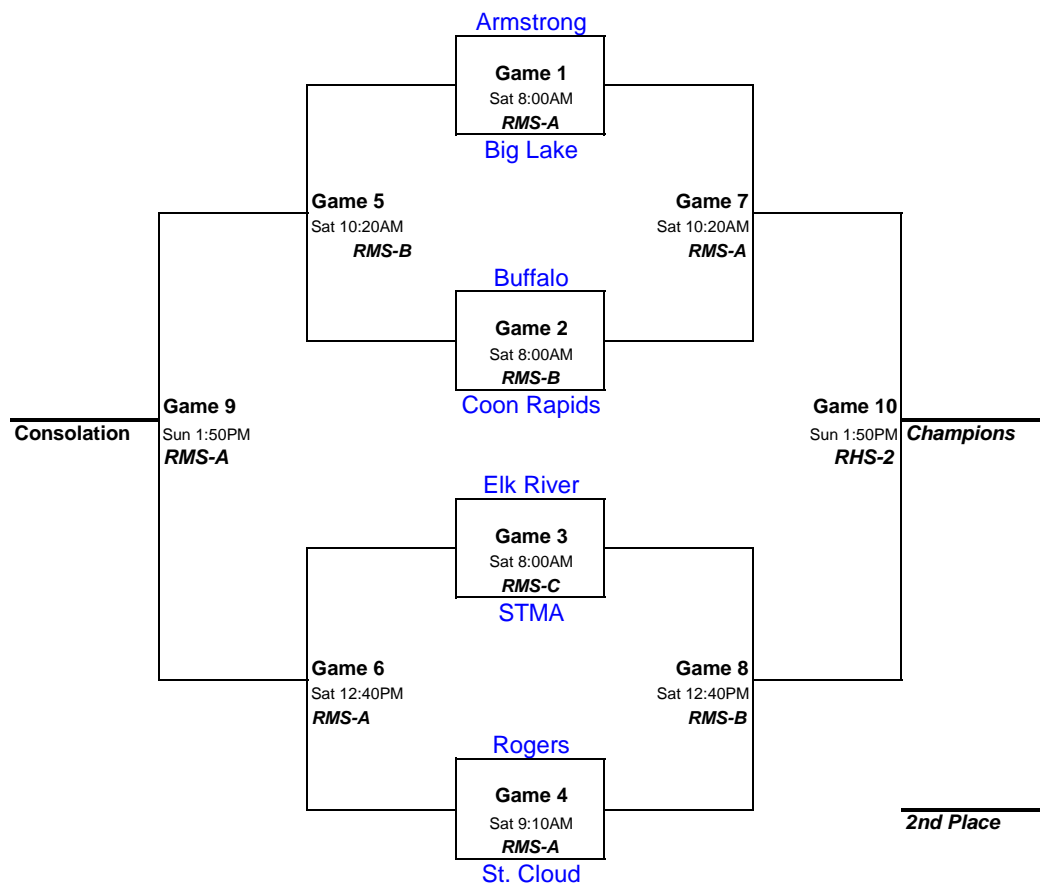 Armstrong
Game 1
Sat 8:00AM
RMS-A
Big Lake
Game 5
Sat 10:20AM
RMS-B
Game 7
Sat 10:20AM
RMS-A
Buffalo
Game 2
Sat 8:00AM
RMS-B
Coon Rapids
Game 9
Consolation
Sun 1:50PM
RMS-A
Game 10
Sun 1:50PM
Champions
RHS-2
Elk River
Game 3
Sat 8:00AM
RMS-C
STMA
Game 6
Sat 12:40PM
RMS-A
Game 8
Sat 12:40PM
RMS-B
Rogers
Game 4
Sat 9:10AM
RMS-A
St. Cloud
2nd Place